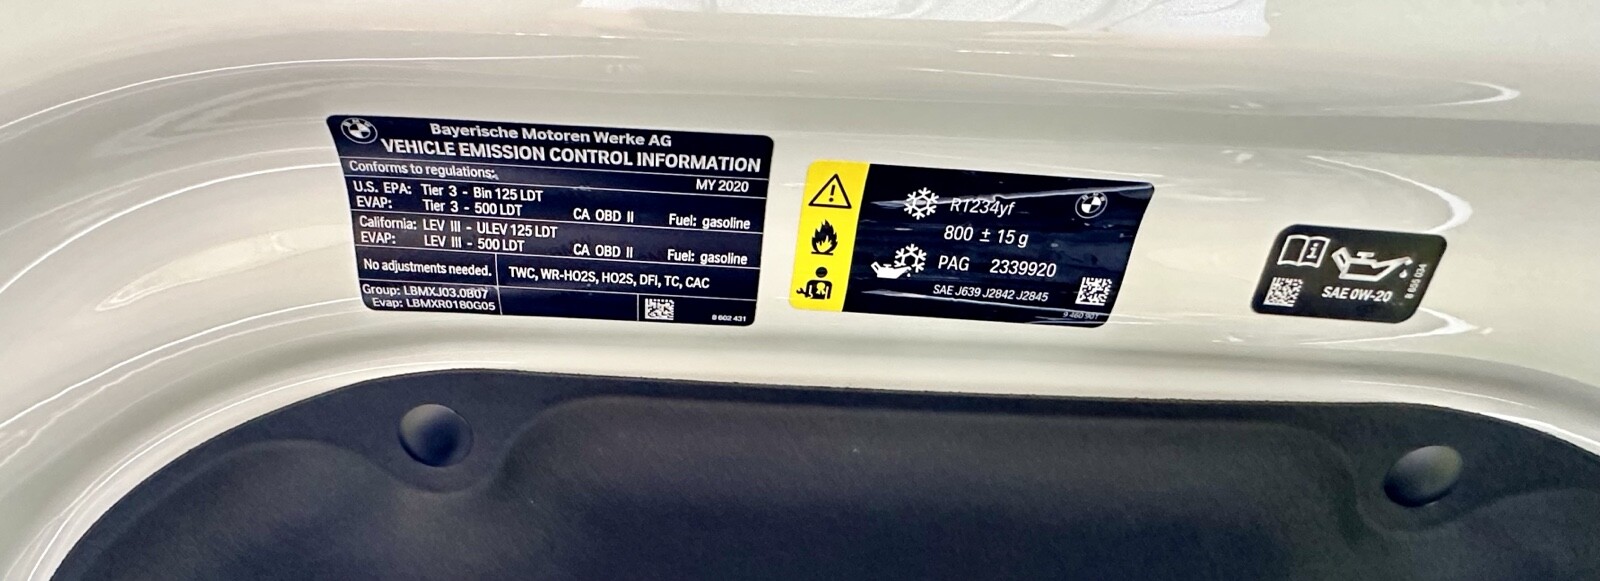 Bayerische Motoren Werke AG
VEHICLE EMISSION CONTROL INFORMATION
Conforms to regulations:
MY 2020
U.S. EPA: Tier 3 - Bin 125 LDT
EVAP: Tier 3 - 500 LDT
CA OBD II Fuel: gasoline
California: LEV III - ULEV 125 LDT
EVAP: LEV III - 500 LDT
CA OBD II Fuel: gasoline
No adjustments needed.
TWC, WR-HO2S, HO2S, DFI, TC, CAC
Group: LBMXJ03.0B07
Evap: LBMXR0180G05
8 602 431
R1234yf
800 ± 15 g
PAG 2339920
SAE J639 J2842 J2845
9 460 901
SAE 0W-20
8 655 034